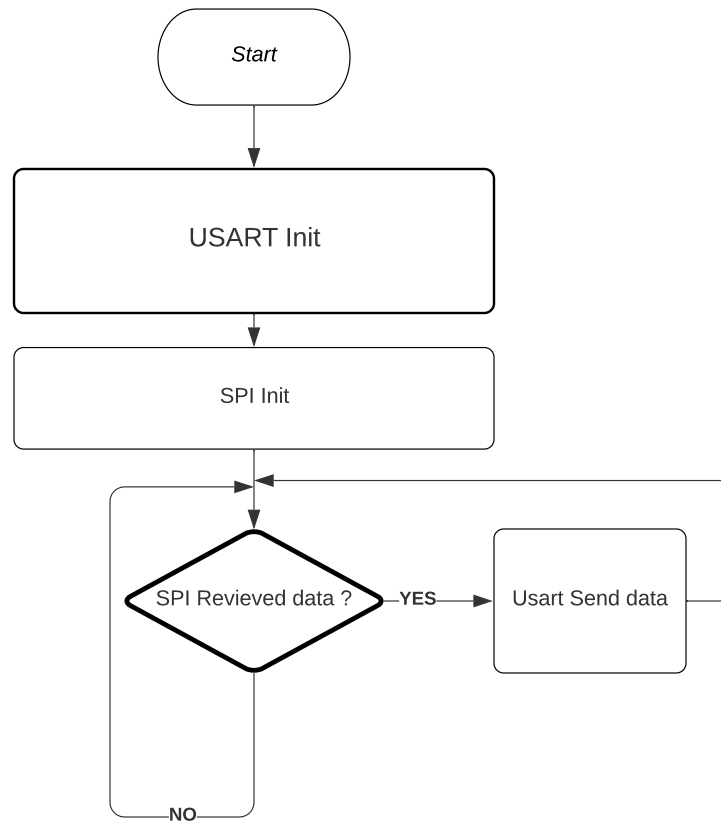 Start
USART Init
SPI Init
SPI Revieved data ?
YES
Usart Send data
NO